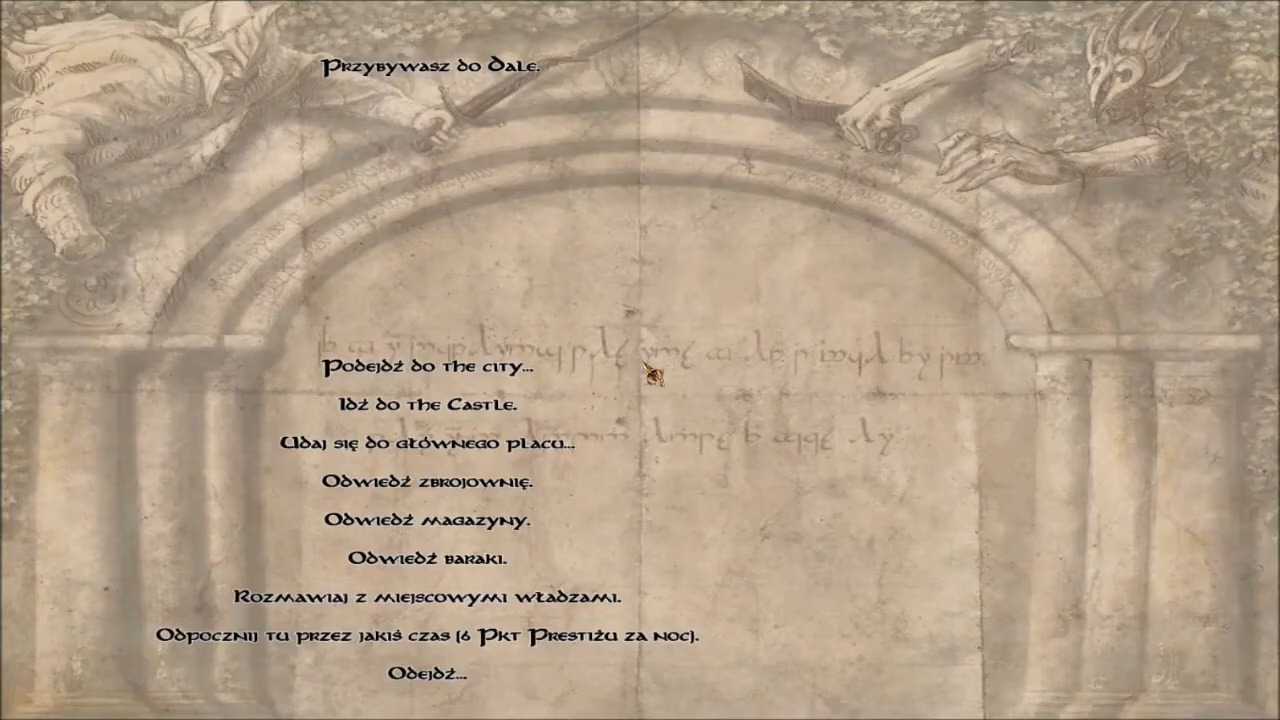 Przybywasz do Dale.
Podejdź do the city...
Idź do the Castle.
Udaj się do głównego placu...
Odwiedź zbrojownię.
Odwiedź magazyny.
Odwiedź baraki.
Rozmawiaj z miejscowymi władzami.
Odpocznij tu przez jakiś czas (6 Pkt Prestiżu za noc).
Odejdź...